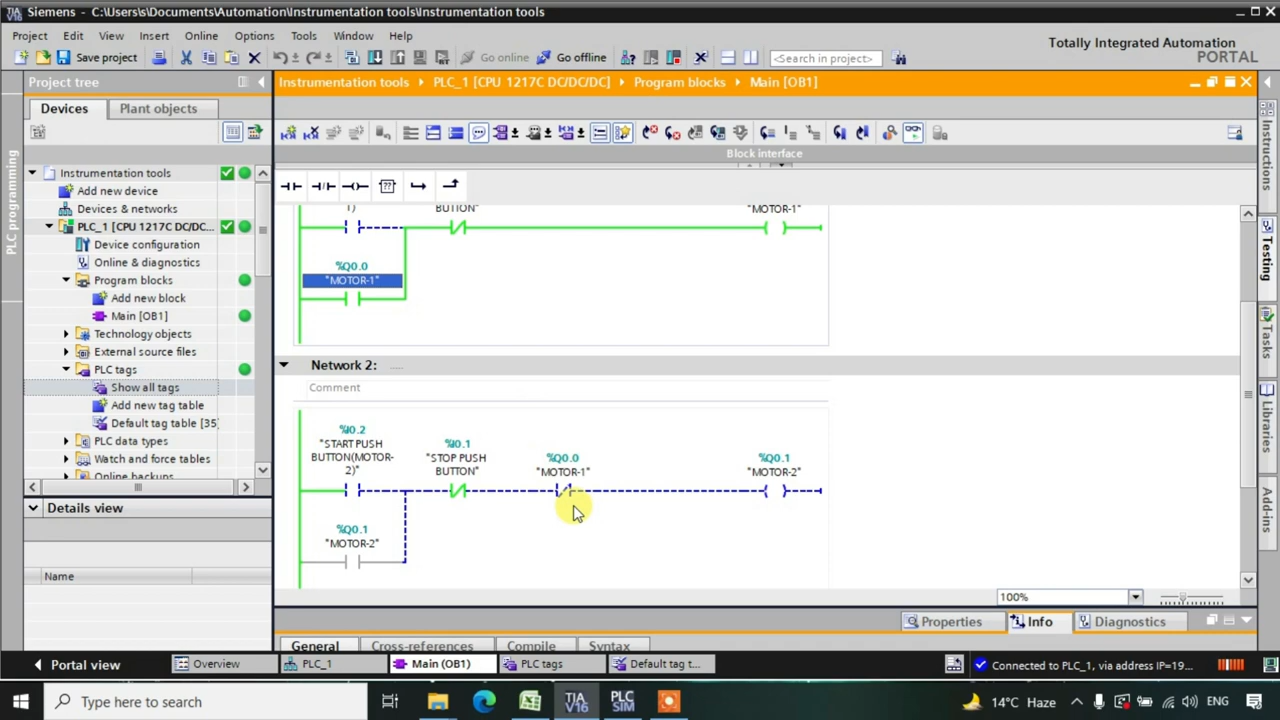 Siemens - C:\Users\s\Documents\Automation\Instrumentation tools\Instrumentation tools
Project Edit View Insert Online Options Tools Window Help
Totally Integrated Automation
PORTAL
Save project
Go online
Go offline
<Search in project>
Project tree
Instrumentation tools PLC_1 [CPU 1217C DC/DC/DC] Program blocks Main [OB1]
Devices
Plant objects
PLC programming
Block interface
Instrumentation tools
Add new device
Devices & networks
PLC_1 [CPU 1217C DC/DC...
Device configuration
Online & diagnostics
Program blocks
Add new block
Main [OB1]
Technology objects
External source files
PLC tags
Show all tags
Add new tag table
Default tag table [35]
PLC data types
Watch and force tables
Online backups
Details view
Name
??
1)
BUTTON"
"MOTOR-1"
%Q0.0
"MOTOR-1"
Network 2: .....
Comment
%I0.2
"START PUSH
BUTTON(MOTOR-
2)"
%I0.1
"STOP PUSH
BUTTON"
%Q0.0
"MOTOR-1"
%Q0.1
"MOTOR-2"
%Q0.1
"MOTOR-2"
100%
Instructions
Testing
Tasks
Libraries
Add-ins
Properties
Info
Diagnostics
General
Cross-references
Compile
Syntax
Portal view
Overview
PLC_1
Main (OB1)
PLC tags
Default tag t...
Connected to PLC_1, via address IP=19...
Type here to search
TIA
V16
PLC
SIM
14°C Haze
ENG